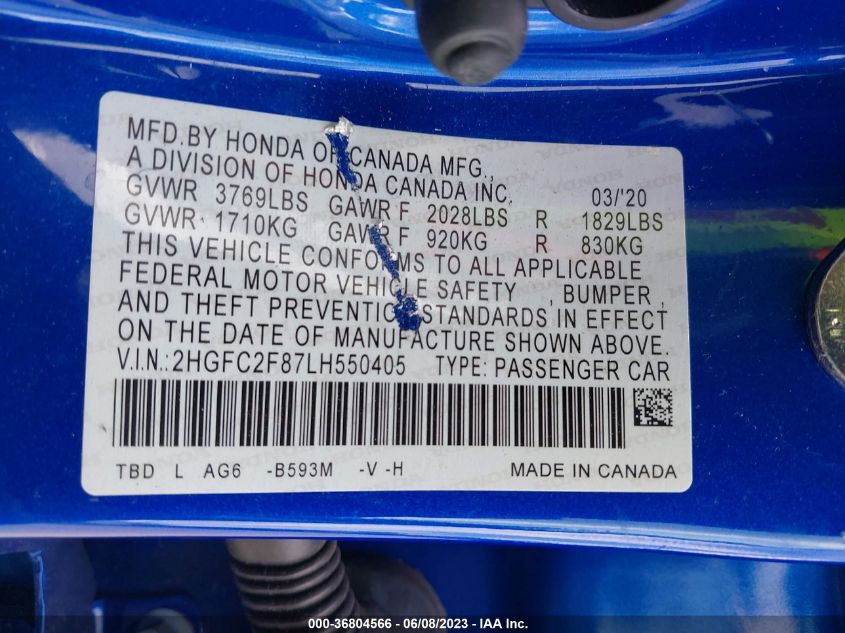 MFD.BY HONDA OF CANADA MFG.,
A DIVISION OF HONDA CANADA INC. 03/'20
GVWR 3769LBS GAWR F 2028LBS R 1829LBS
GVWR 1710KG GAWR F 920KG R 830KG
THIS VEHICLE CONFORMS TO ALL APPLICABLE
FEDERAL MOTOR VEHICLE SAFETY , BUMPER ,
AND THEFT PREVENTION STANDARDS IN EFFECT
ON THE DATE OF MANUFACTURE SHOWN ABOVE.
V.I.N.:2HGFC2F87LH550405 TYPE: PASSENGER CAR
TBD L AG6 -B593M -V -H MADE IN CANADA
000-36804566 - 06/08/2023 - IAA Inc.